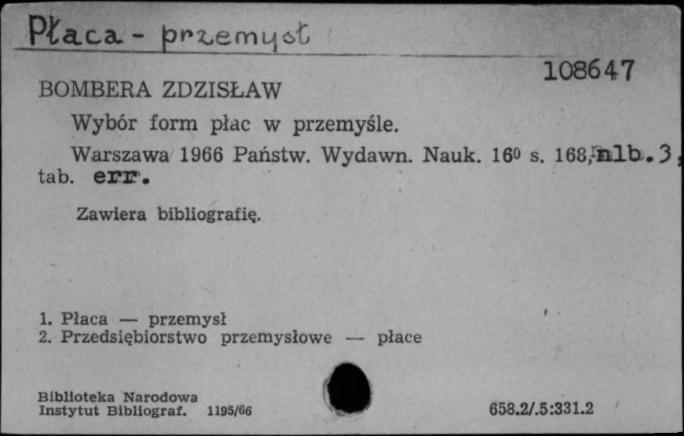 Płaca - przemysł
108647
BOMBERA ZDZISŁAW
Wybór form płac w przemyśle.
Warszawa 1966 Państw. Wydawn. Nauk. 16⁰ s. 168, nlb. 3,
tab. err.
Zawiera bibliografię.
1. Płaca — przemysł
2. Przedsiębiorstwo przemysłowe — płace
Biblioteka Narodowa
Instytut Bibliograf. 1195/66
658.2/.5:331.2